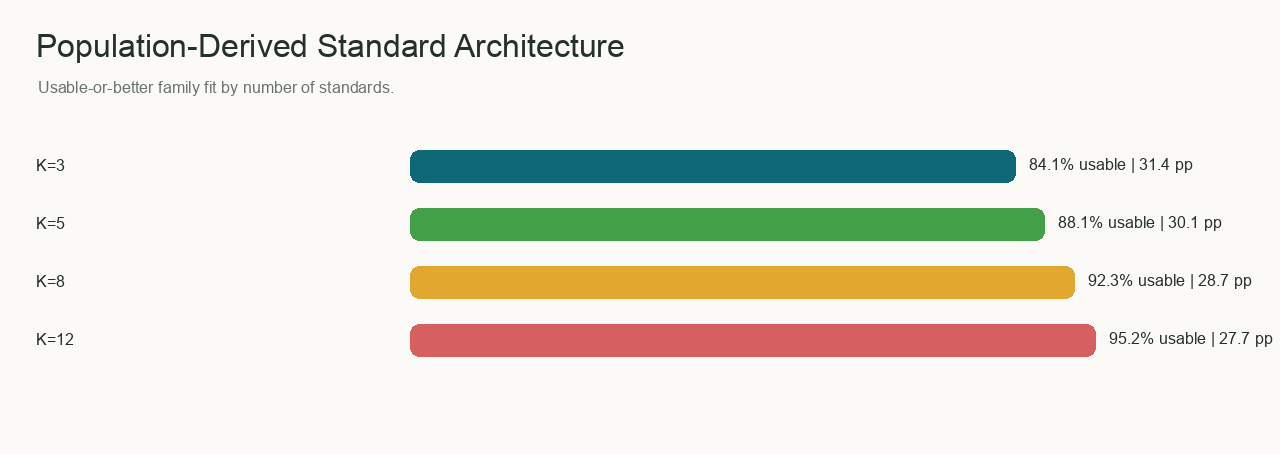 Population-Derived Standard Architecture
Usable-or-better family fit by number of standards.
K=3
84.1% usable | 31.4 pp
K=5
88.1% usable | 30.1 pp
K=8
92.3% usable | 28.7 pp
K=12
95.2% usable | 27.7 pp